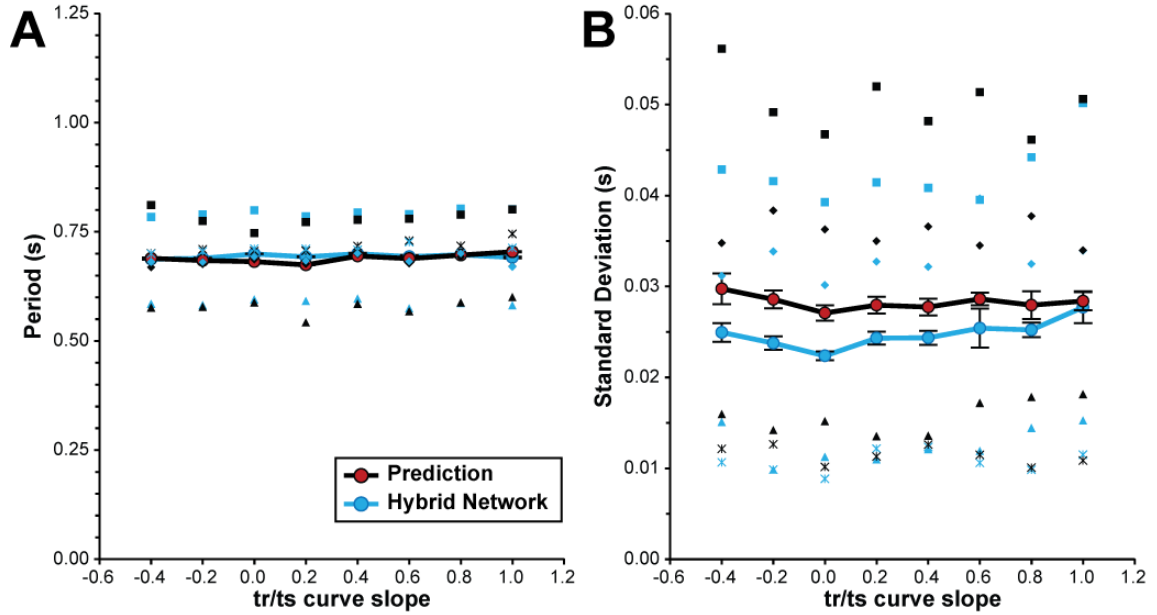 A
Period (s)
1.25
1.00
0.75
0.50
0.25
0.00
-0.6 -0.4 -0.2 0.0 0.2 0.4 0.6 0.8 1.0 1.2
tr/ts curve slope
Prediction
Hybrid Network
B
Standard Deviation (s)
0.06
0.05
0.04
0.03
0.02
0.01
0.00
-0.6 -0.4 -0.2 0.0 0.2 0.4 0.6 0.8 1.0 1.2
tr/ts curve slope